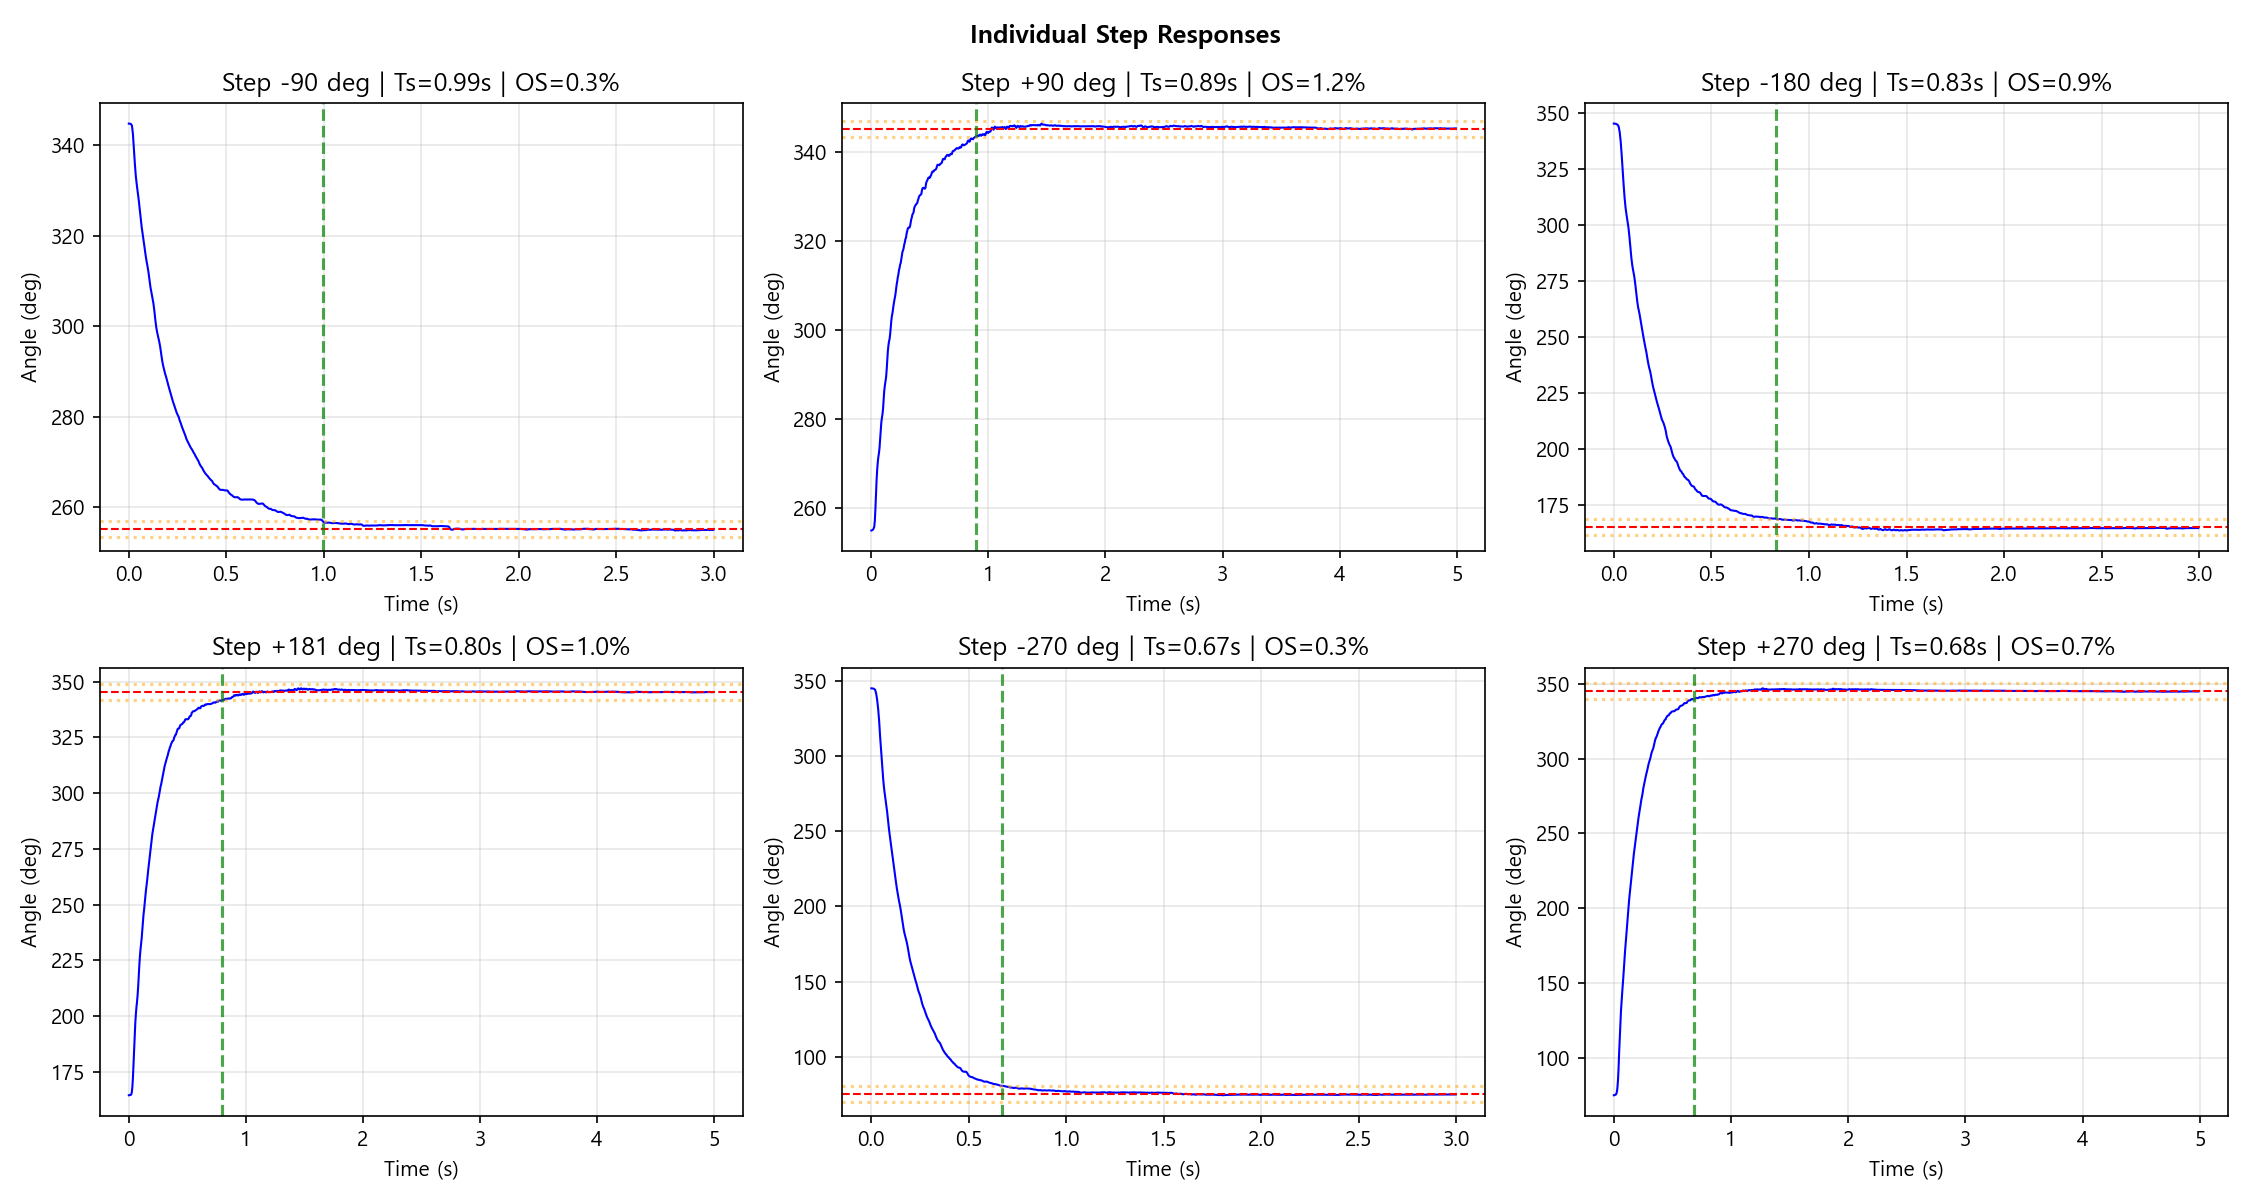 Individual Step Responses
Step -90 deg | Ts=0.99s | OS=0.3%
Angle (deg)
340
320
300
280
260
0.0 0.5 1.0 1.5 2.0 2.5 3.0
Time (s)
Step +90 deg | Ts=0.89s | OS=1.2%
Angle (deg)
340
320
300
280
260
0 1 2 3 4 5
Time (s)
Step -180 deg | Ts=0.83s | OS=0.9%
Angle (deg)
350
325
300
275
250
225
200
175
0.0 0.5 1.0 1.5 2.0 2.5 3.0
Time (s)
Step +181 deg | Ts=0.80s | OS=1.0%
Angle (deg)
350
325
300
275
250
225
200
175
0 1 2 3 4 5
Time (s)
Step -270 deg | Ts=0.67s | OS=0.3%
Angle (deg)
350
300
250
200
150
100
0.0 0.5 1.0 1.5 2.0 2.5 3.0
Time (s)
Step +270 deg | Ts=0.68s | OS=0.7%
Angle (deg)
350
300
250
200
150
100
0 1 2 3 4 5
Time (s)